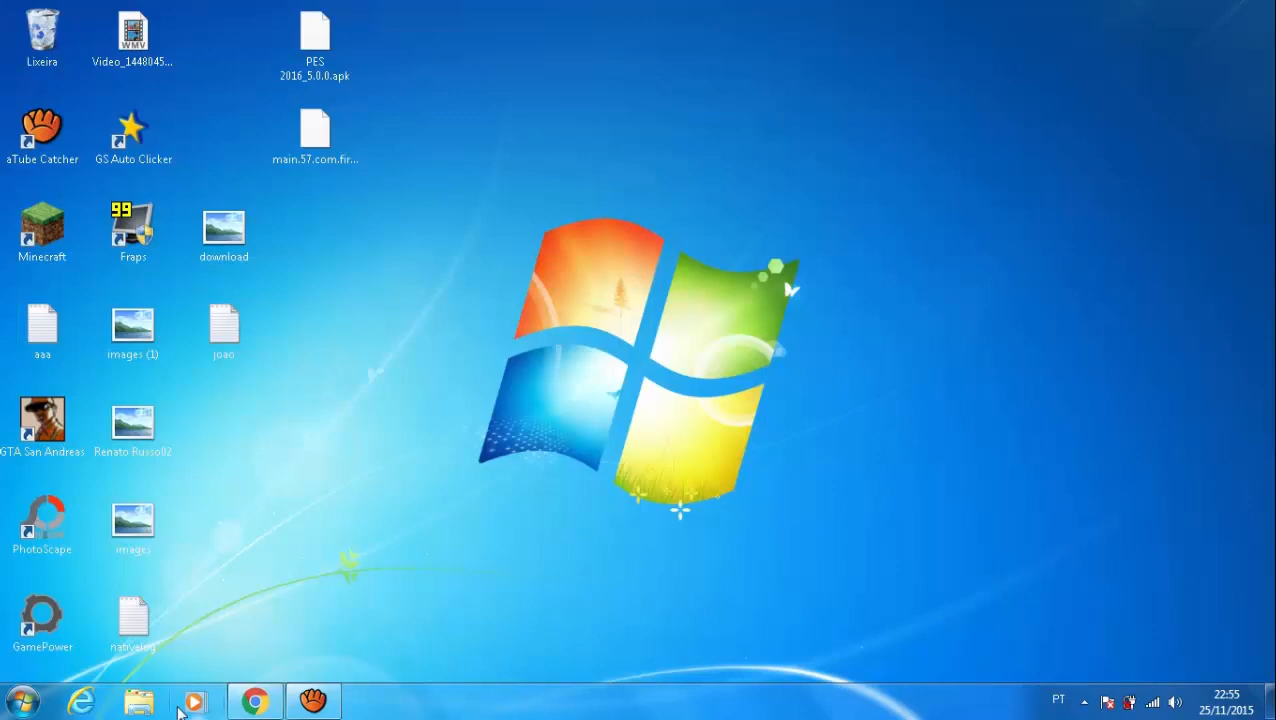 Lixeira
Video_1448045...
PES
2016_5.0.0.apk
aTube Catcher
GS Auto Clicker
main.57.com.fir...
WMV
99
Minecraft
Fraps
download
aaa
images (1)
joao
GTA San Andreas
Renato Russo02
PhotoScape
images
GamePower
nativelog
PT
22:55
25/11/2015